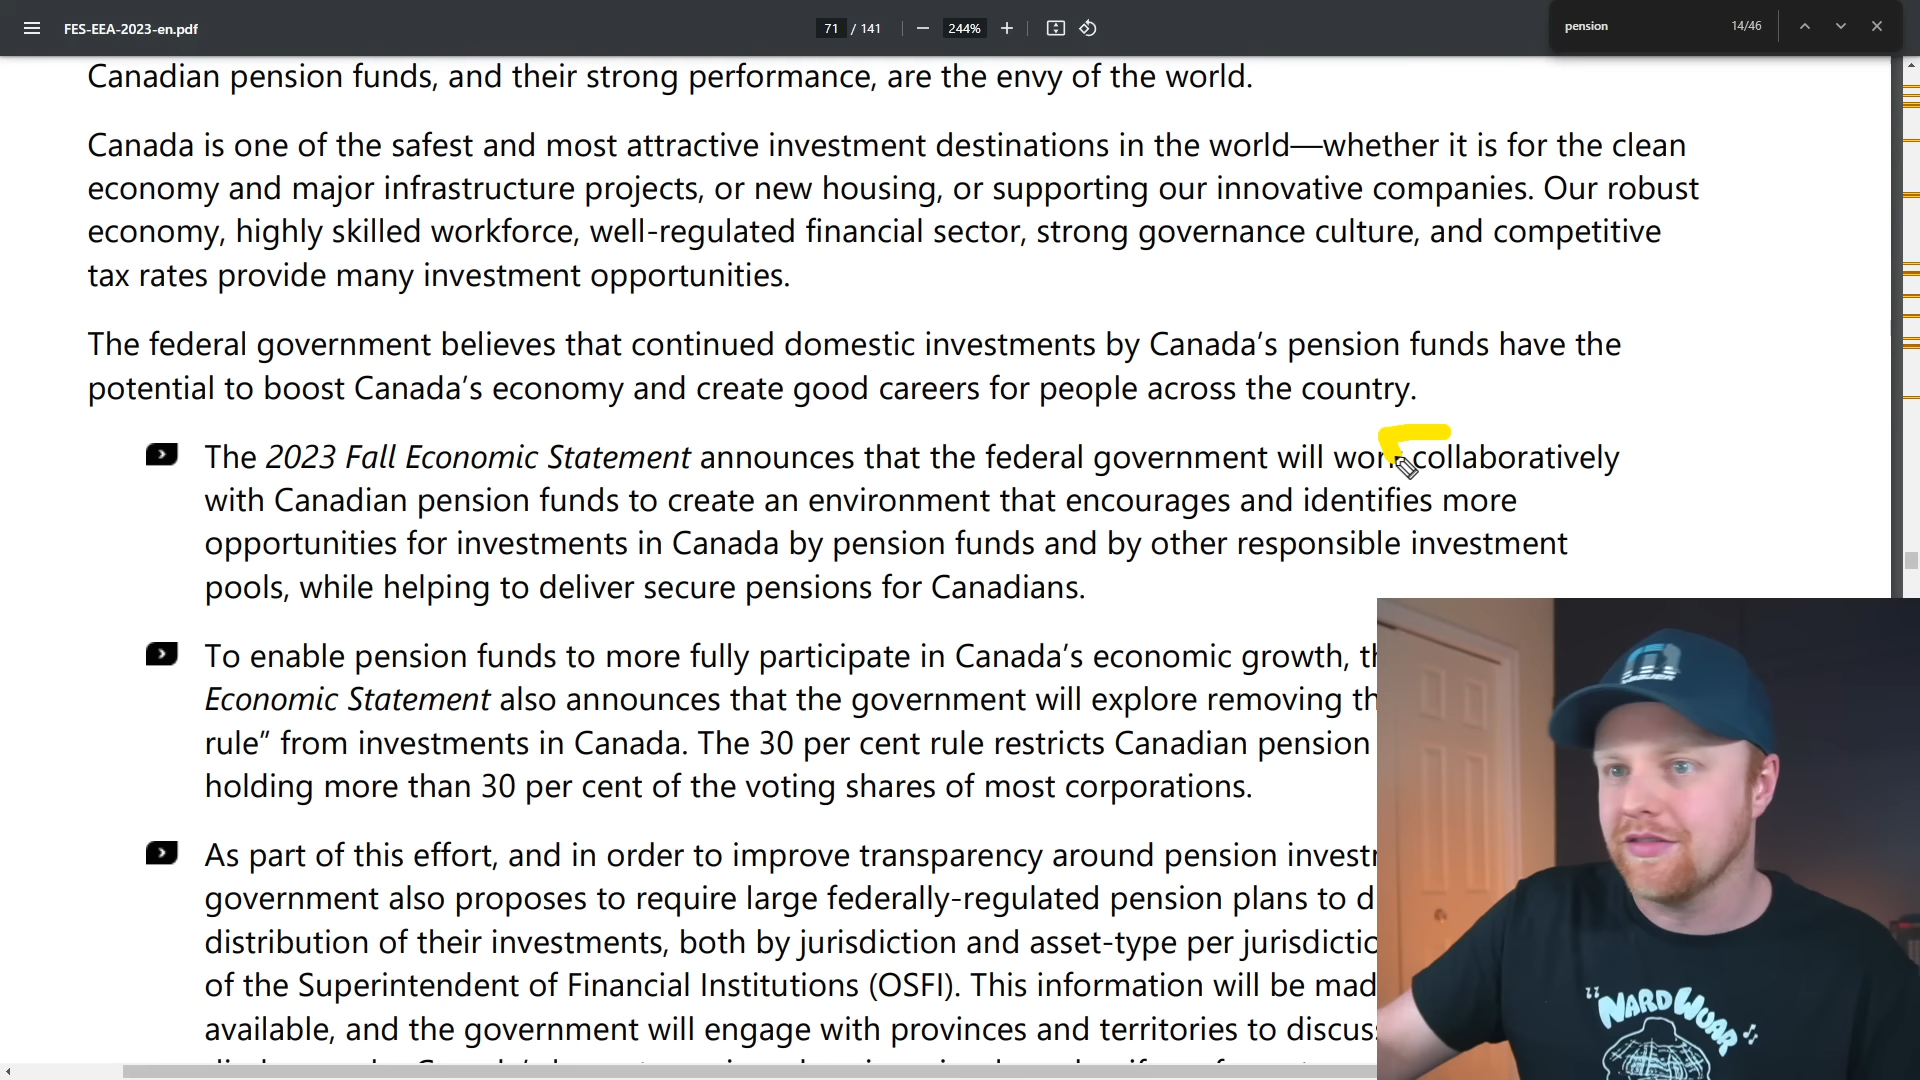 FES-EEA-2023-en.pdf
71 / 141
244%
pension
14/46
Canadian pension funds, and their strong performance, are the envy of the world.
Canada is one of the safest and most attractive investment destinations in the world—whether it is for the clean
economy and major infrastructure projects, or new housing, or supporting our innovative companies. Our robust
economy, highly skilled workforce, well-regulated financial sector, strong governance culture, and competitive
tax rates provide many investment opportunities.
The federal government believes that continued domestic investments by Canada’s pension funds have the
potential to boost Canada’s economy and create good careers for people across the country.
The 2023 Fall Economic Statement announces that the federal government will work collaboratively
with Canadian pension funds to create an environment that encourages and identifies more
opportunities for investments in Canada by pension funds and by other responsible investment
pools, while helping to deliver secure pensions for Canadians.
To enable pension funds to more fully participate in Canada’s economic growth,
Economic Statement also announces that the government will explore removing
rule” from investments in Canada. The 30 per cent rule restricts Canadian pension
holding more than 30 per cent of the voting shares of most corporations.
As part of this effort, and in order to improve transparency around pension
government also proposes to require large federally-regulated pension plans to
distribution of their investments, both by jurisdiction and asset-type per
of the Superintendent of Financial Institutions (OSFI). This information will be
available, and the government will engage with provinces and territories to
"NARDWUAR